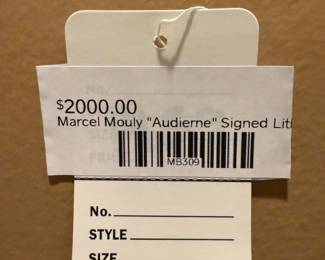 $2000.00
Marcel Mouly "Audierne" Signed Lit
MB309
No.
STYLE
SIZE